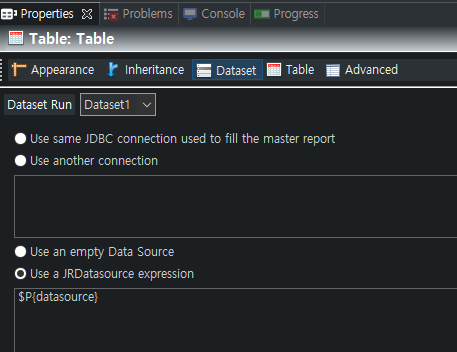 Properties Problems Console Progress
Table: Table
Appearance Inheritance Dataset Table Advanced
Dataset Run Dataset1
Use same JDBC connection used to fill the master report
Use another connection
Use an empty Data Source
Use a JRDatasource expression
$P{datasource}